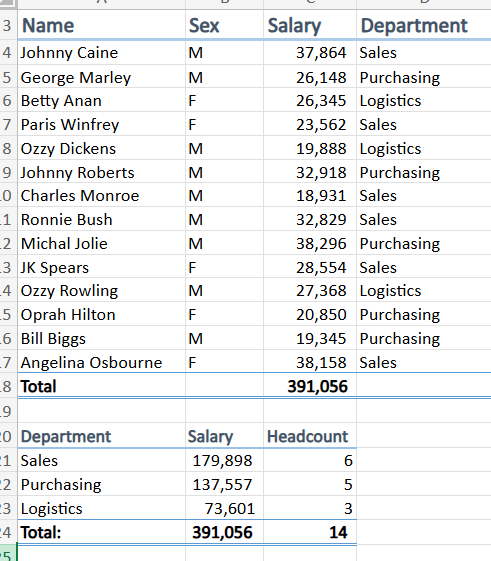 3 Name Sex Salary Department
4 Johnny Caine M 37,864 Sales
5 George Marley M 26,148 Purchasing
6 Betty Anan F 26,345 Logistics
7 Paris Winfrey F 23,562 Sales
8 Ozzy Dickens M 19,888 Logistics
9 Johnny Roberts M 32,918 Purchasing
0 Charles Monroe M 18,931 Sales
1 Ronnie Bush M 32,829 Sales
2 Michal Jolie M 38,296 Purchasing
3 JK Spears F 28,554 Sales
4 Ozzy Rowling M 27,368 Logistics
5 Oprah Hilton F 20,850 Purchasing
6 Bill Biggs M 19,345 Purchasing
7 Angelina Osbourne F 38,158 Sales
8 Total 391,056
9
0 Department Salary Headcount
1 Sales 179,898 6
2 Purchasing 137,557 5
3 Logistics 73,601 3
4 Total: 391,056 14
5